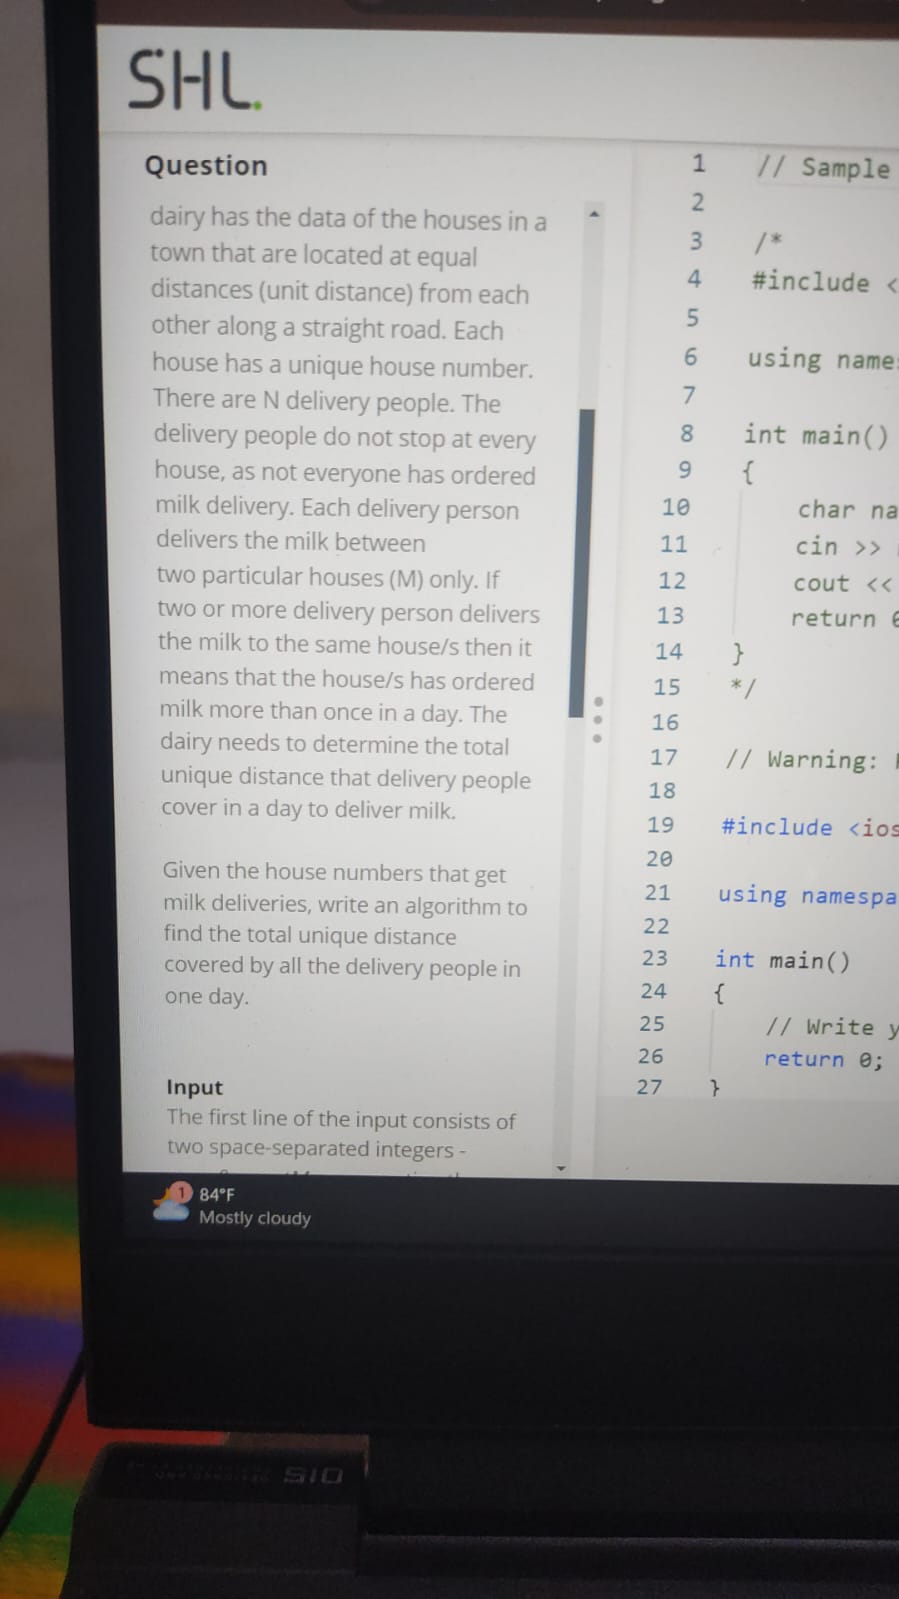 SHL.
Question
dairy has the data of the houses in a
town that are located at equal
distances (unit distance) from each
other along a straight road. Each
house has a unique house number.
There are N delivery people. The
delivery people do not stop at every
house, as not everyone has ordered
milk delivery. Each delivery person
delivers the milk between
two particular houses (M) only. If
two or more delivery person delivers
the milk to the same house/s then it
means that the house/s has ordered
milk more than once in a day. The
dairy needs to determine the total
unique distance that delivery people
cover in a day to deliver milk.
Given the house numbers that get
milk deliveries, write an algorithm to
find the total unique distance
covered by all the delivery people in
one day.
Input
The first line of the input consists of
two space-separated integers -
1 // Sample
2
3 /*
4 #include <
5
6 using name
7
8 int main()
9 {
10 char na
11 cin >>
12 cout <<
13 return
14 }
15 */
16
17 // Warning:
18
19 #include <ios
20
21 using namespa
22
23 int main()
24 {
25 // Write y
26 return 0;
27 }
1 84°F
Mostly cloudy